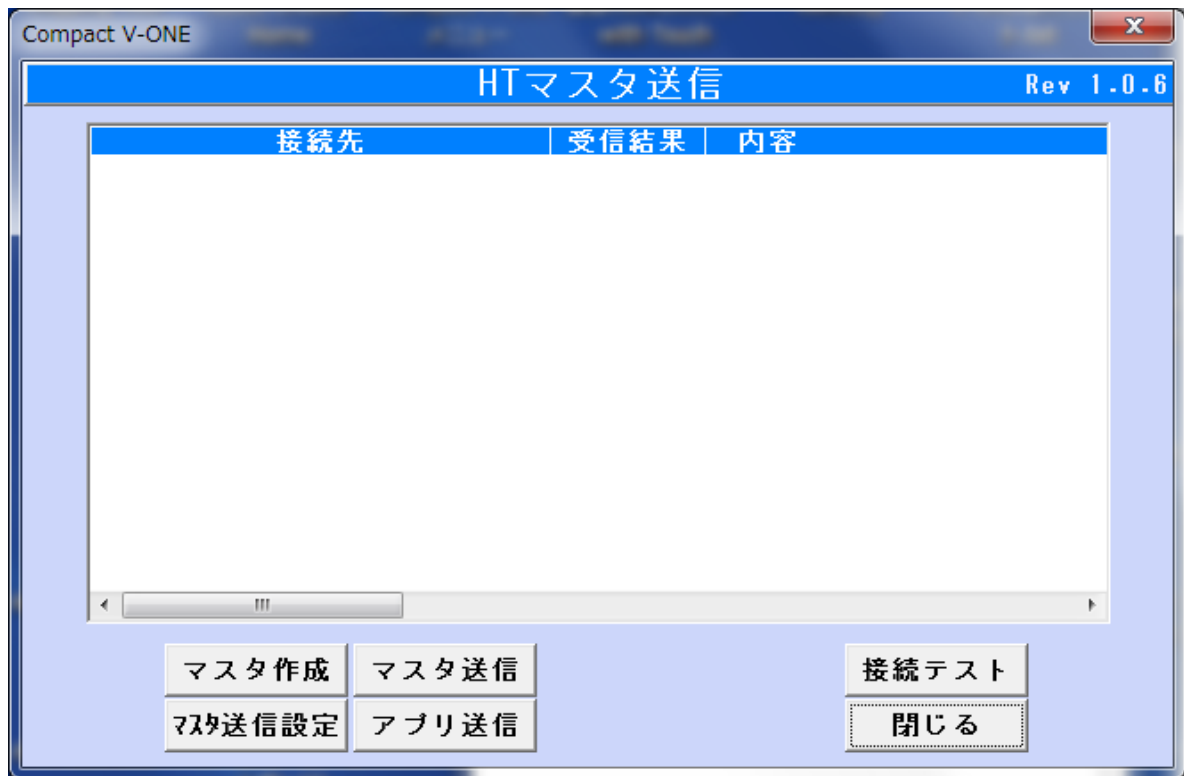 Compact V-ONE
HTマスタ送信 Rev 1.0.6
接続先 受信結果 内容
マスタ作成 マスタ送信 接続テスト
ﾏｽﾀ送信設定 アプリ送信 閉じる